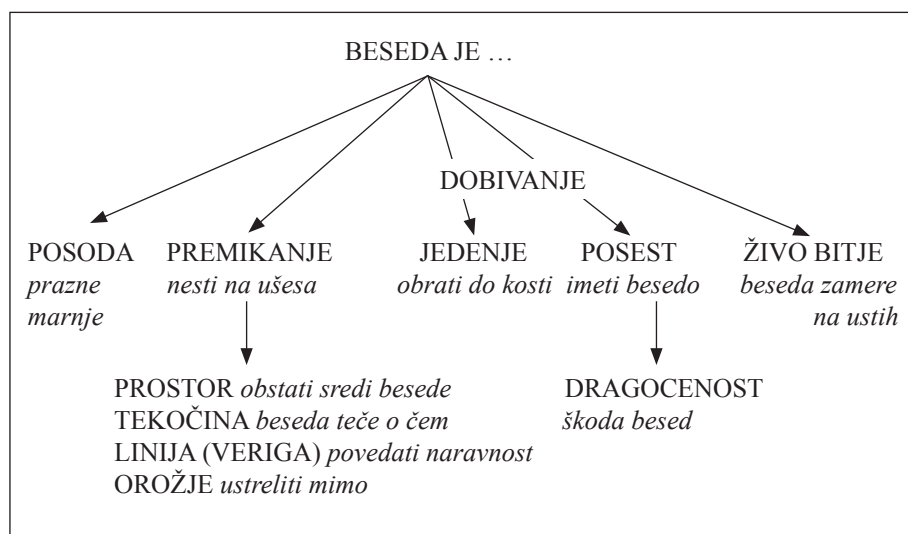 BESEDA JE …
DOBIVANJE
POSODA PREMIKANJE JEDENJE POSEST ŽIVO BITJE
prazne nesti na ušesa obrati do kosti imeti besedo beseda zamere
marnje na ustih
PROSTOR obstati sredi besede DRAGOCENOST
TEKOČINA beseda teče o čem škoda besed
LINIJA (VERIGA) povedati naravnost
OROŽJE ustreliti mimo